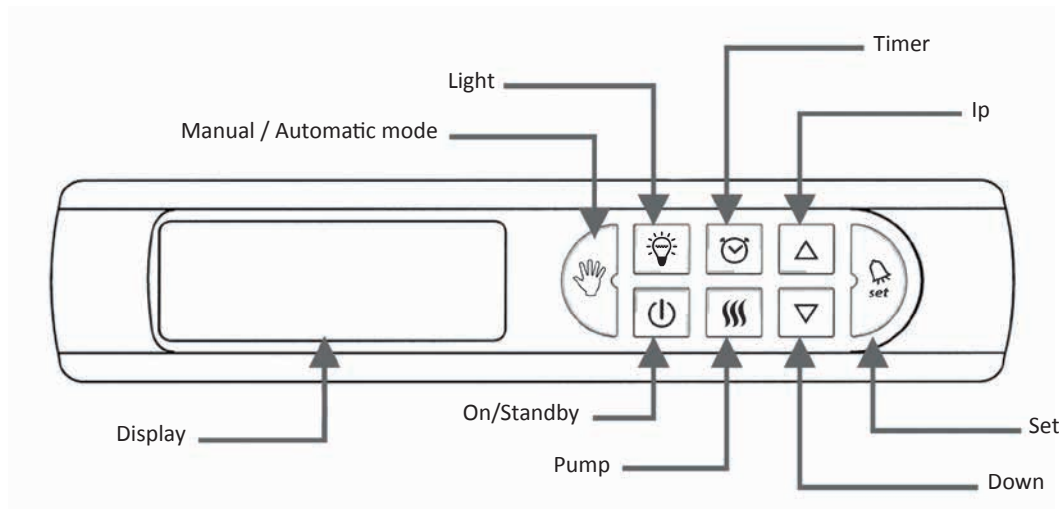 Timer
Light
Ip
Manual / Automatic mode
set
On/Standby
Display
Set
Pump
Down